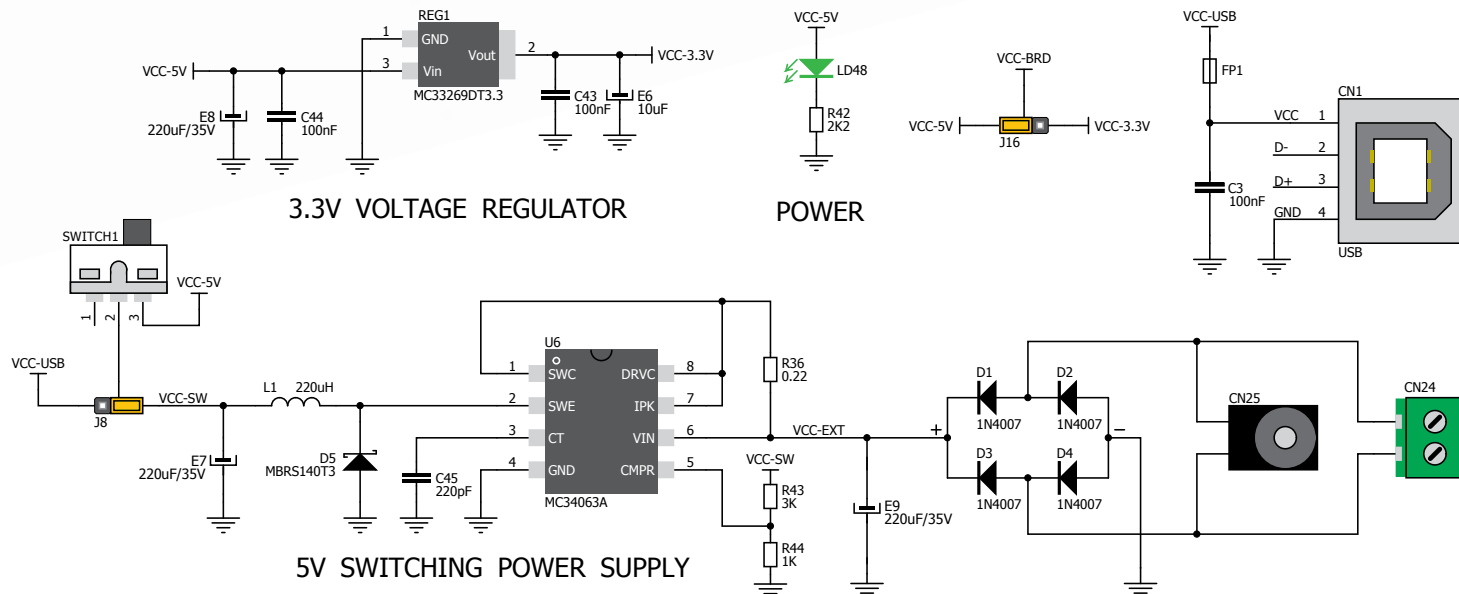 REG1
1
GND
Vout
2
VCC-5V
3
Vin
VCC-3.3V
MC33269DT3.3
E8
220uF/35V
C44
100nF
C43
100nF
E6
10uF
3.3V VOLTAGE REGULATOR
VCC-5V
LD48
R42
2K2
POWER
VCC-BRD
VCC-5V
VCC-3.3V
J16
VCC-USB
FP1
CN1
VCC
1
D-
2
D+
3
GND
4
C3
100nF
USB
SWITCH1
VCC-5V
1
2
3
VCC-USB
J8
VCC-SW
L1
220uH
E7
220uF/35V
D5
MBRS140T3
C45
220pF
U6
1
SWC
DRVC
8
2
SWE
IPK
7
3
CT
VIN
6
4
GND
CMPR
5
MC34063A
R36
0.22
VCC-EXT
VCC-SW
R43
3K
R44
1K
E9
220uF/35V
5V SWITCHING POWER SUPPLY
D1
D2
1N4007
1N4007
+
-
D3
D4
1N4007
1N4007
CN25
CN24